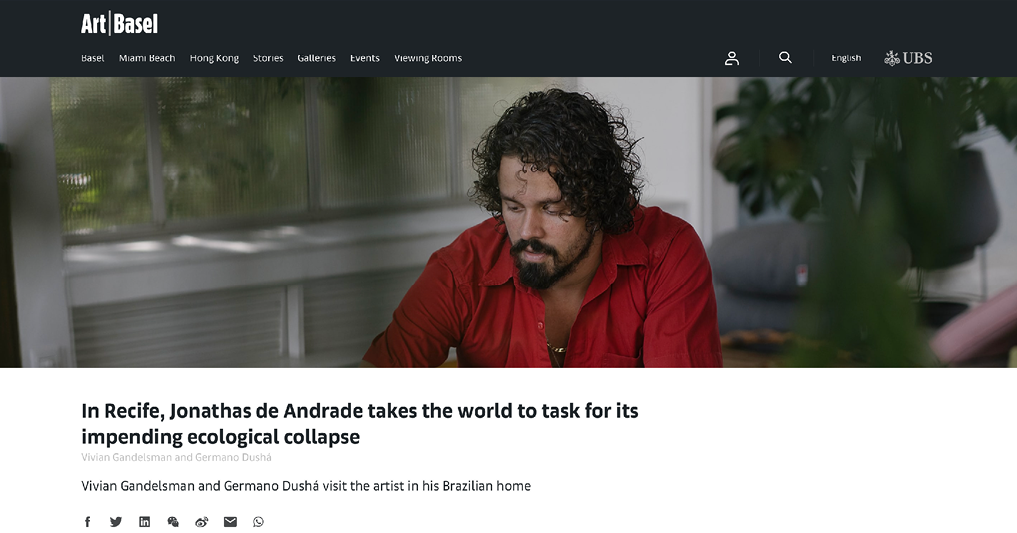 Art Basel
Basel Miami Beach Hong Kong Stories Galleries Events Viewing Rooms English UBS
In Recife, Jonathas de Andrade takes the world to task for its
impending ecological collapse
Vivian Gandelsman and Germano Dushá
Vivian Gandelsman and Germano Dushá visit the artist in his Brazilian home